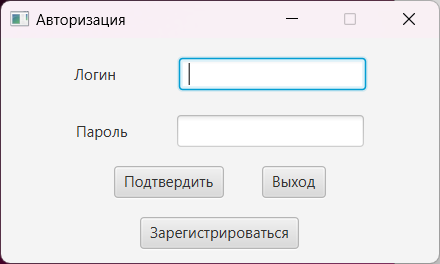 Авторизация
Логин
Пароль
Подтвердить Выход
Зарегистрироваться